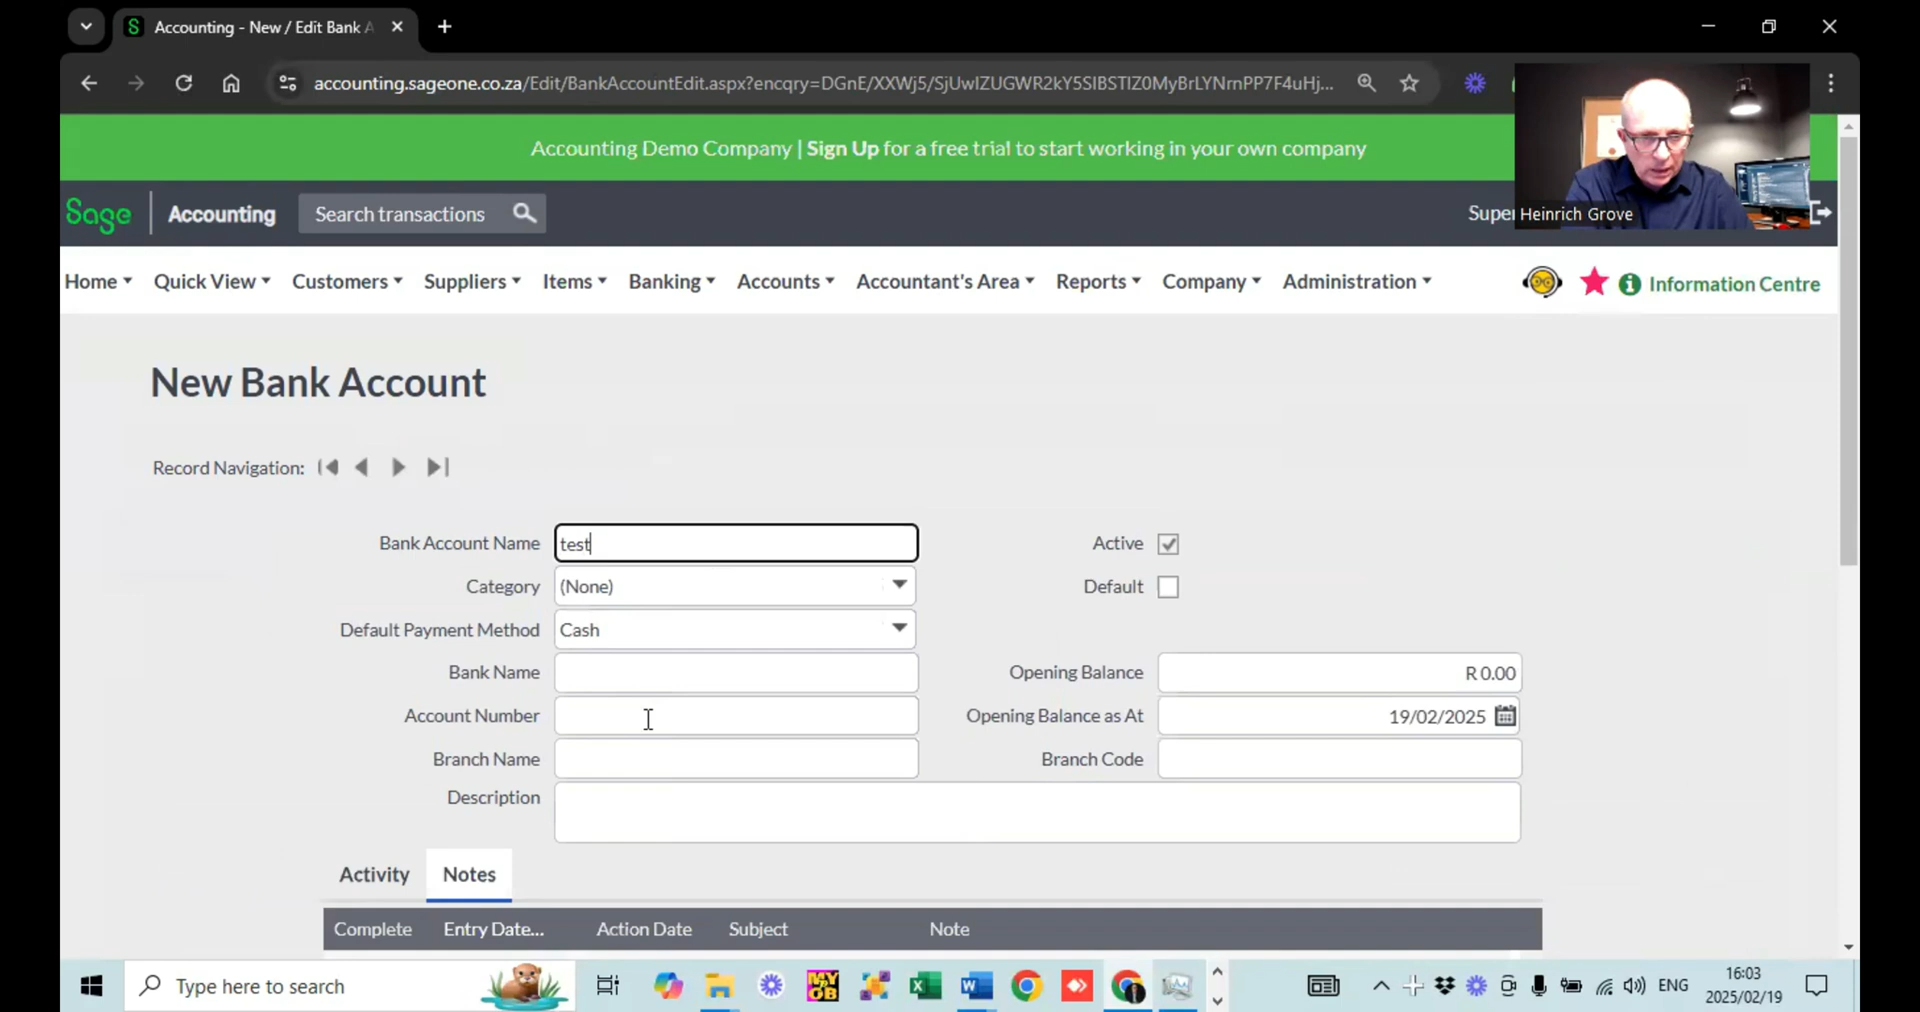 Accounting - New / Edit Bank A
accounting.sageone.co.za/Edit/BankAccountEdit.aspx?encqry=DGnE/XXWj5/SjUwIZUGWR2kY5SIBSTIZ0MyBrLYNrnPP7F4uHj...
Accounting Demo Company | Sign Up for a free trial to start working in your own company
Sage Accounting Search transactions Super
Heinrich Grove
Home Quick View Customers Suppliers Items Banking Accounts Accountant's Area Reports Company Administration Information Centre
New Bank Account
Record Navigation:
Bank Account Name test Active
Category (None) Default
Default Payment Method Cash
Bank Name Opening Balance R 0.00
Account Number Opening Balance as At 19/02/2025
Branch Name Branch Code
Description
Activity Notes
Complete Entry Date... Action Date Subject Note
Type here to search MYOB ENG 16:03
2025/02/19